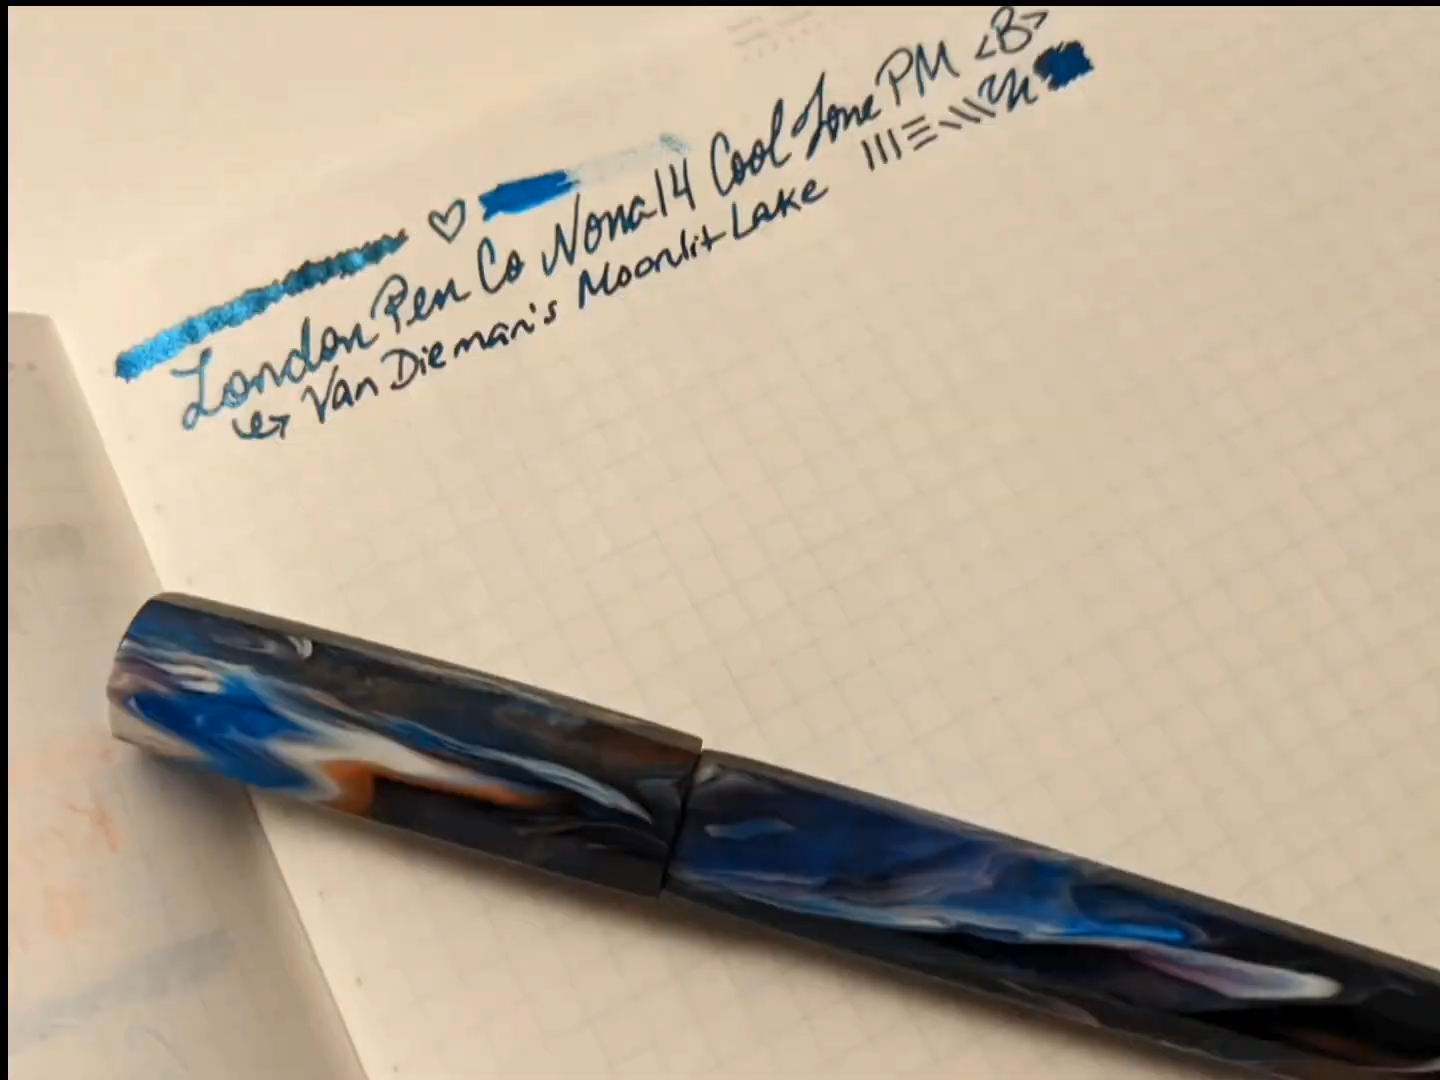 London Pen Co Nona 14 Cool Tone PM <B>
↳ Van Dieman's Moonlit Lake